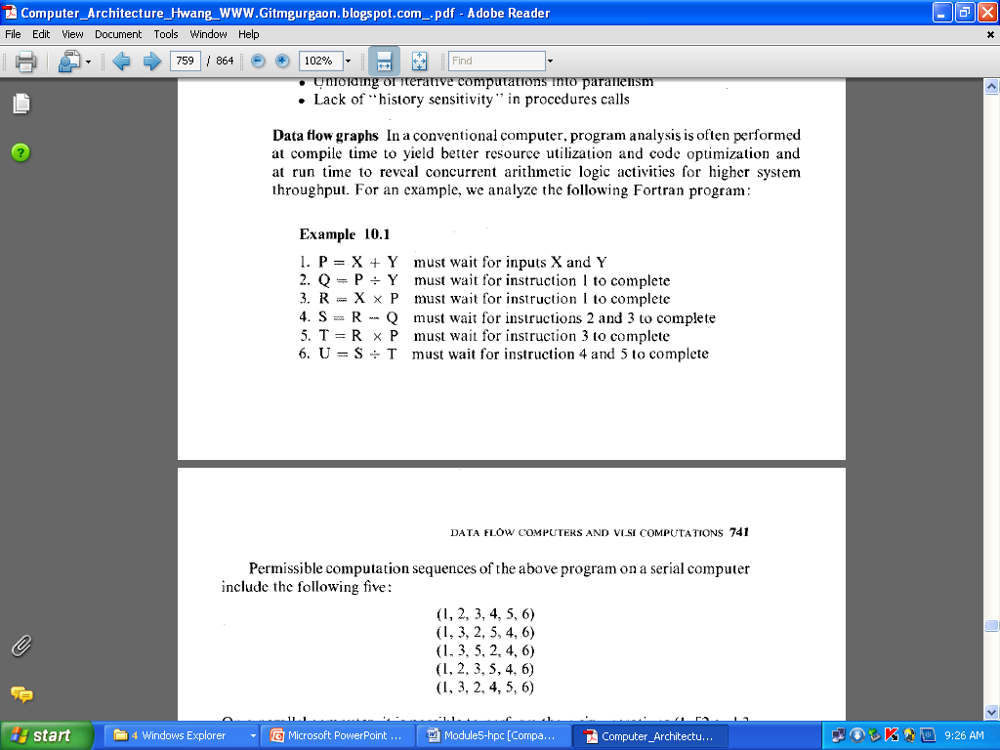 Computer_Architecture_Hwang_WWW.Gitmgurgaon.blogspot.com_.pdf - Adobe Reader
File Edit View Document Tools Window Help
759 / 864 102% Find
• Unfolding of iterative computations into parallelism
• Lack of "history sensitivity" in procedures calls
Data flow graphs In a conventional computer, program analysis is often performed
at compile time to yield better resource utilization and code optimization and
at run time to reveal concurrent arithmetic logic activities for higher system
throughput. For an example, we analyze the following Fortran program:
Example 10.1
1. P = X + Y must wait for inputs X and Y
2. Q = P ÷ Y must wait for instruction 1 to complete
3. R = X × P must wait for instruction 1 to complete
4. S = R − Q must wait for instructions 2 and 3 to complete
5. T = R × P must wait for instruction 3 to complete
6. U = S ÷ T must wait for instruction 4 and 5 to complete
DATA FLOW COMPUTERS AND VLSI COMPUTATIONS 741
Permissible computation sequences of the above program on a serial computer
include the following five:
(1, 2, 3, 4, 5, 6)
(1, 3, 2, 5, 4, 6)
(1, 3, 5, 2, 4, 6)
(1, 2, 3, 5, 4, 6)
(1, 3, 2, 4, 5, 6)
start 4 Windows Explorer Microsoft PowerPoint ... Module5-hpc [Compa... Computer_Architectu... 9:26 AM